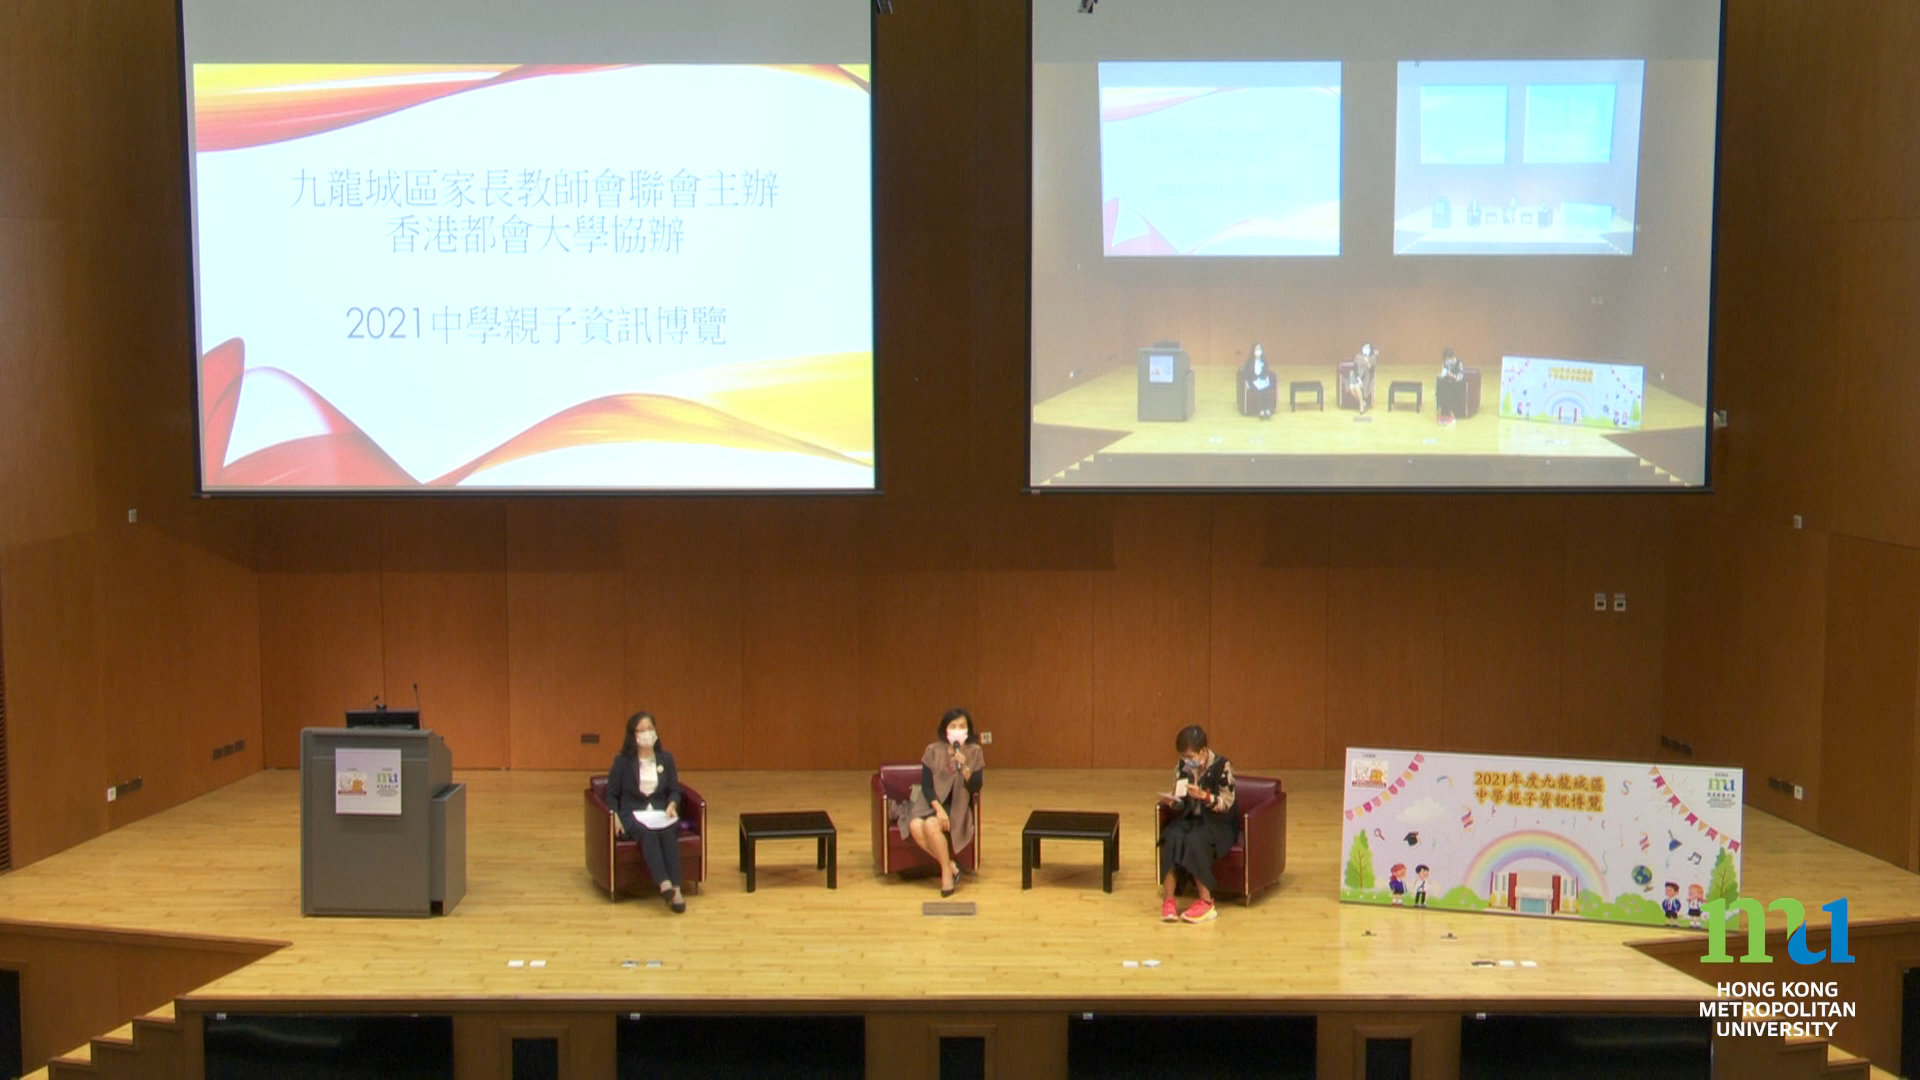 九龍城區家長教師會聯會主辦
香港都會大學協辦
2021中學親子資訊博覽
2021年度九龍城區
中學親子資訊博覽
mu
mu
mu
HONG KONG
METROPOLITAN
UNIVERSITY